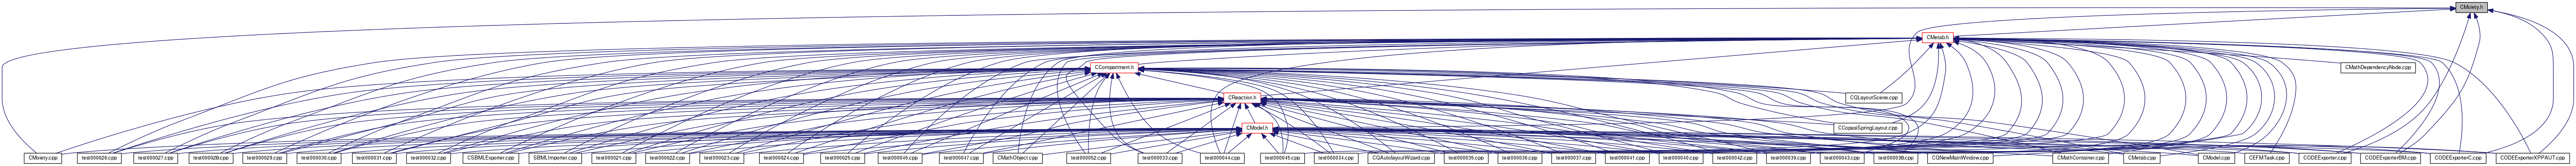 CMoiety.h
CMetab.h
CCompartment.h
CMathDependencyNode.cpp
CReaction.h
CQLayoutScene.cpp
CModel.h
CCopasiSpringLayout.cpp
CMoiety.cpp
test000026.cpp
test000027.cpp
test000028.cpp
test000029.cpp
test000030.cpp
test000031.cpp
test000032.cpp
CSBMLExporter.cpp
SBMLImporter.cpp
test000021.cpp
test000022.cpp
test000023.cpp
test000024.cpp
test000025.cpp
test000046.cpp
test000047.cpp
CMathObject.cpp
test000052.cpp
test000033.cpp
test000044.cpp
test000045.cpp
test000034.cpp
CQAutolayoutWizard.cpp
test000035.cpp
test000036.cpp
test000037.cpp
test000041.cpp
test000040.cpp
test000042.cpp
test000039.cpp
test000043.cpp
test000038.cpp
CQNewMainWindow.cpp
CMathContainer.cpp
CMetab.cpp
CModel.cpp
CEFMTask.cpp
CODEExporter.cpp
CODEExporterBM.cpp
CODEExporterC.cpp
CODEExporterXPPAUT.cpp